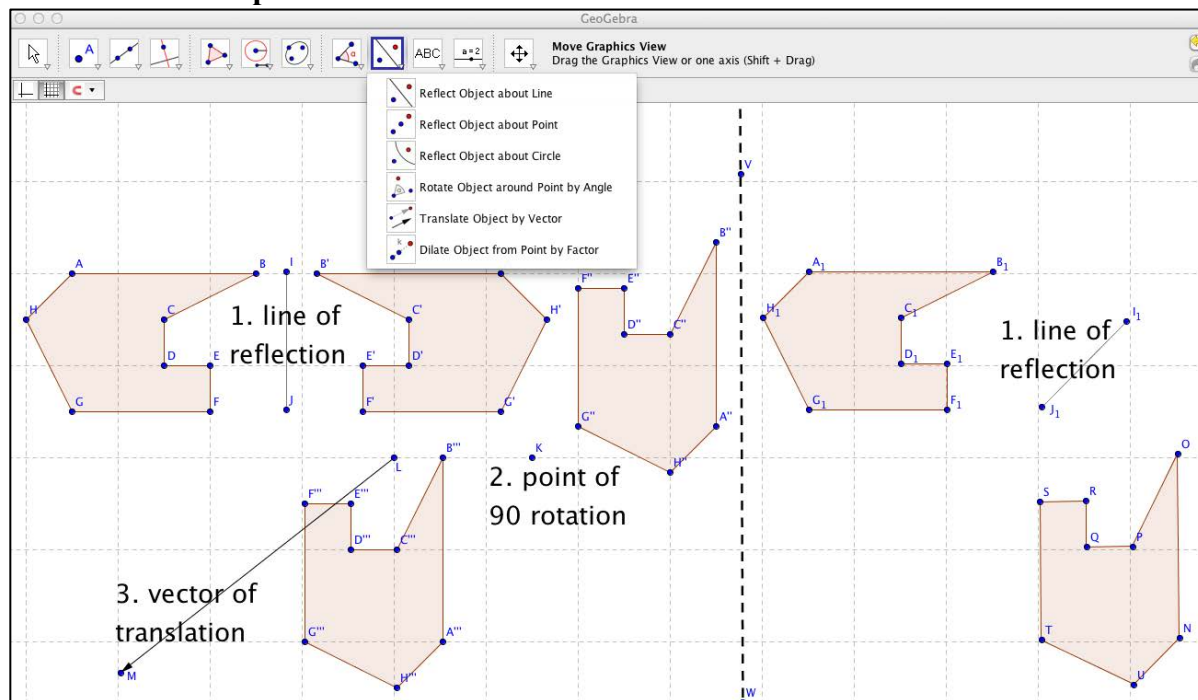 GeoGebra
A
ABC
a=2
Move Graphics View
Drag the Graphics View or one axis (Shift + Drag)
Reflect Object about Line
Reflect Object about Point
Reflect Object about Circle
Rotate Object around Point by Angle
Translate Object by Vector
Dilate Object from Point by Factor
V
A B I B' B'' A₁ B₁
F'' E''
H C C' H' D'' C'' H₁ C₁ I₁
1. line of
reflection
1. line of
reflection
D E E' D' D₁ E₁
G F J F' G' G'' A'' G₁ F₁ J₁
H''
L B''' K O
2. point of
90 rotation
F''' E''' S R
D''' C''' Q P
3. vector of
translation
G''' A''' T N
M H''' W U